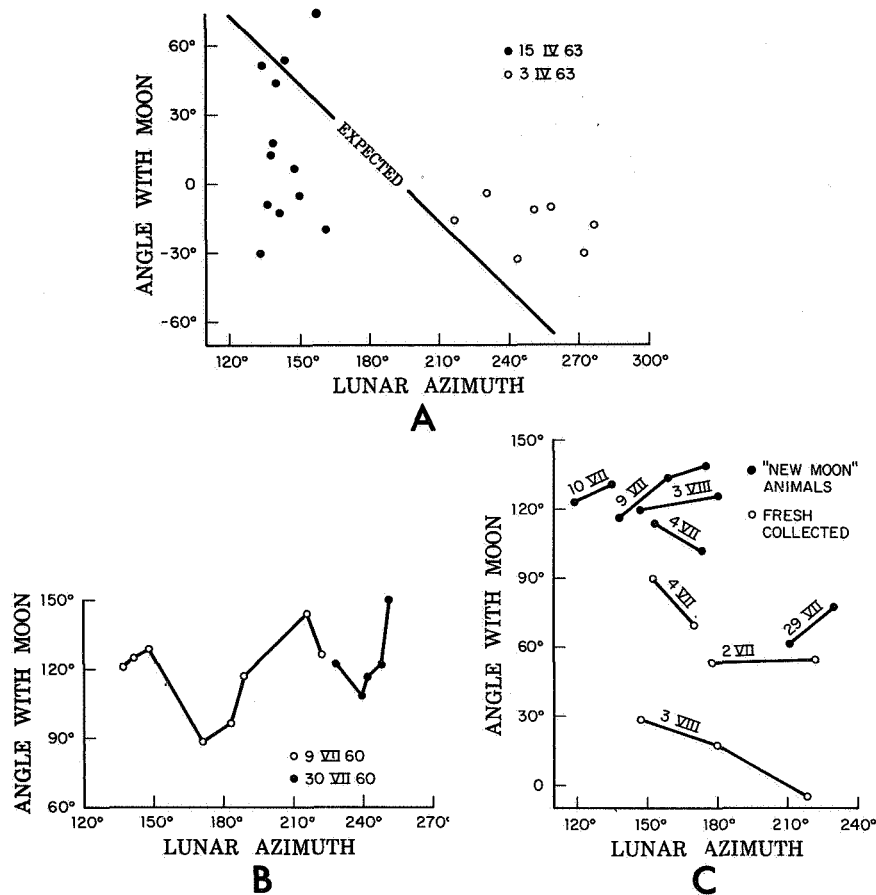 60°
30°
0
-30°
-60°
ANGLE WITH MOON
● 15 IV 63
○ 3 IV 63
EXPECTED
120° 150° 180° 210° 240° 270° 300°
LUNAR AZIMUTH
A
150°
120°
90°
60°
ANGLE WITH MOON
○ 9 VII 60
● 30 VII 60
120° 150° 180° 210° 240° 270°
LUNAR AZIMUTH
B
150°
120°
90°
60°
30°
0
ANGLE WITH MOON
● "NEW MOON"
ANIMALS
○ FRESH
COLLECTED
10 VII
9 VII
3 VIII
4 VII
4 VII
29 VII
2 VII
3 VIII
120° 150° 180° 210° 240°
LUNAR AZIMUTH
C